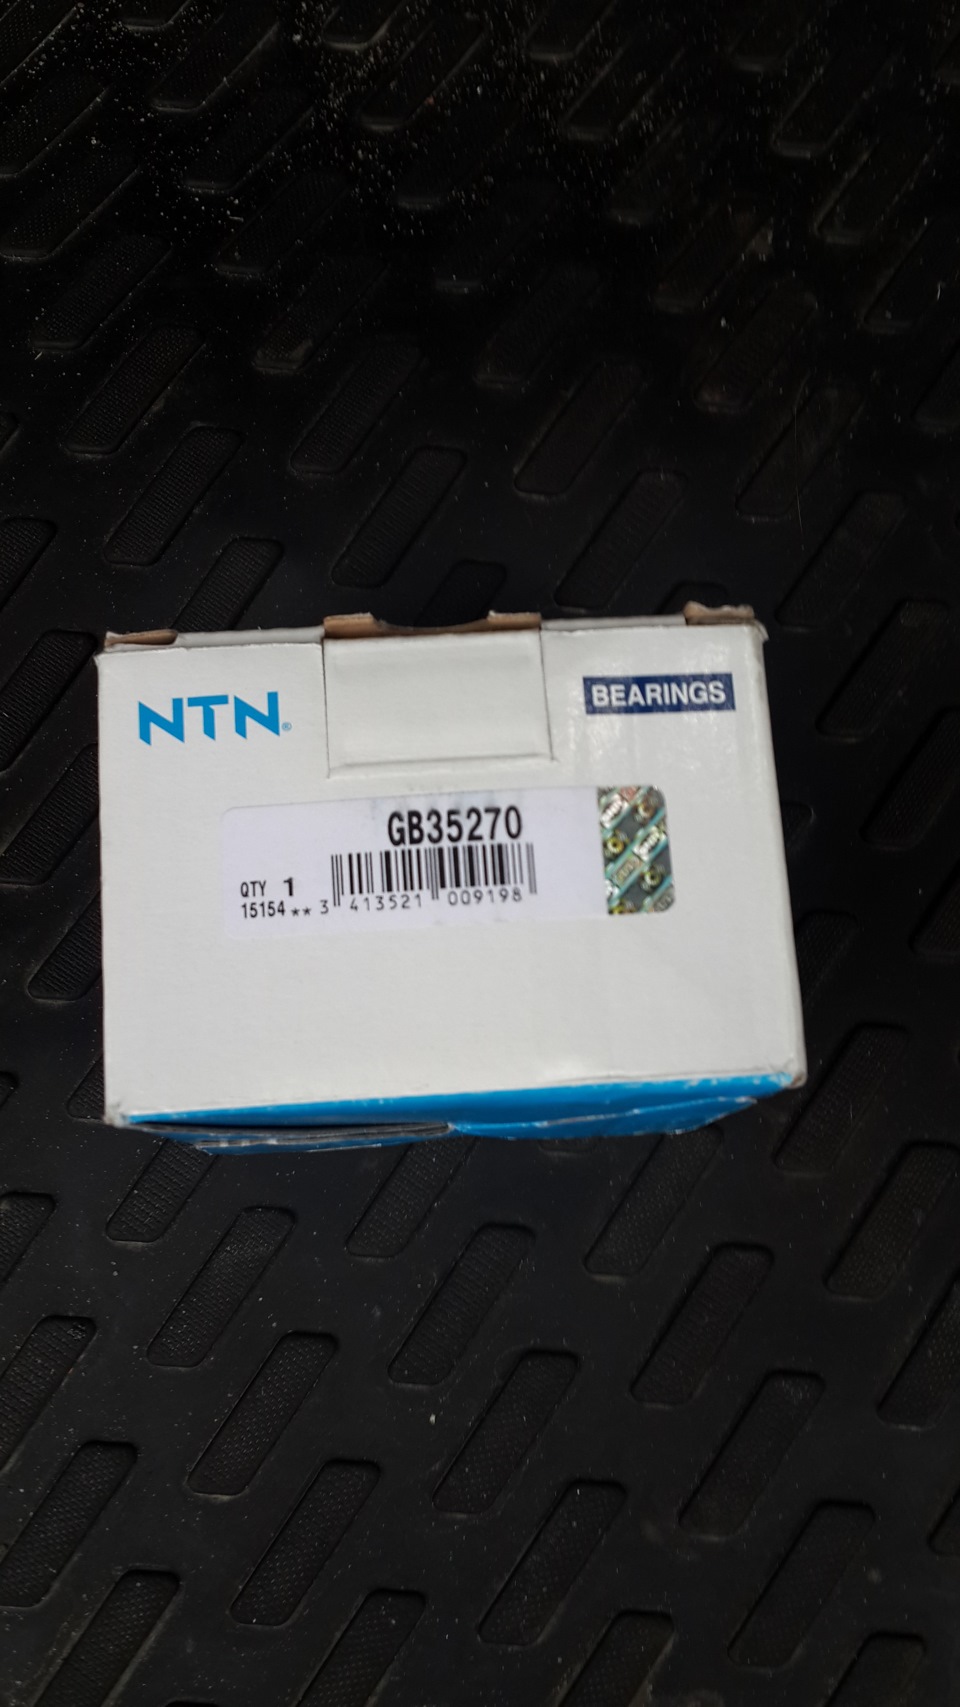 NTN®
BEARINGS
GB35270
QTY 1
15154 ** 3 413521 009198